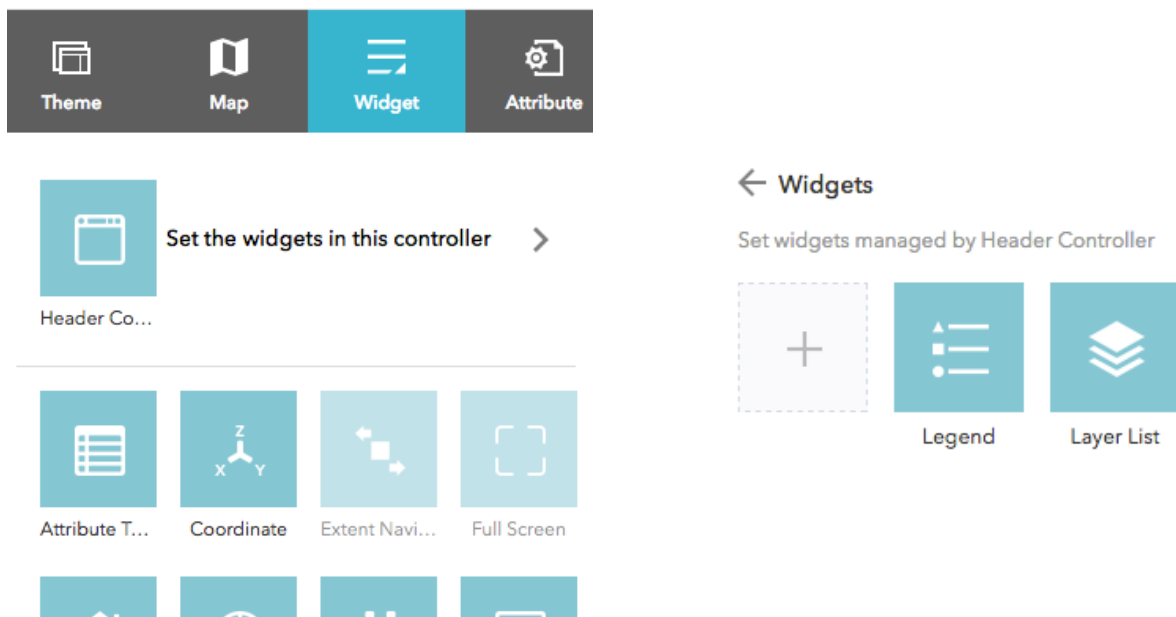 Theme Map Widget Attribute
Set the widgets in this controller
Header Co...
Attribute T... Coordinate Extent Navi... Full Screen
Z
X Y
Widgets
Set widgets managed by Header Controller
Legend Layer List